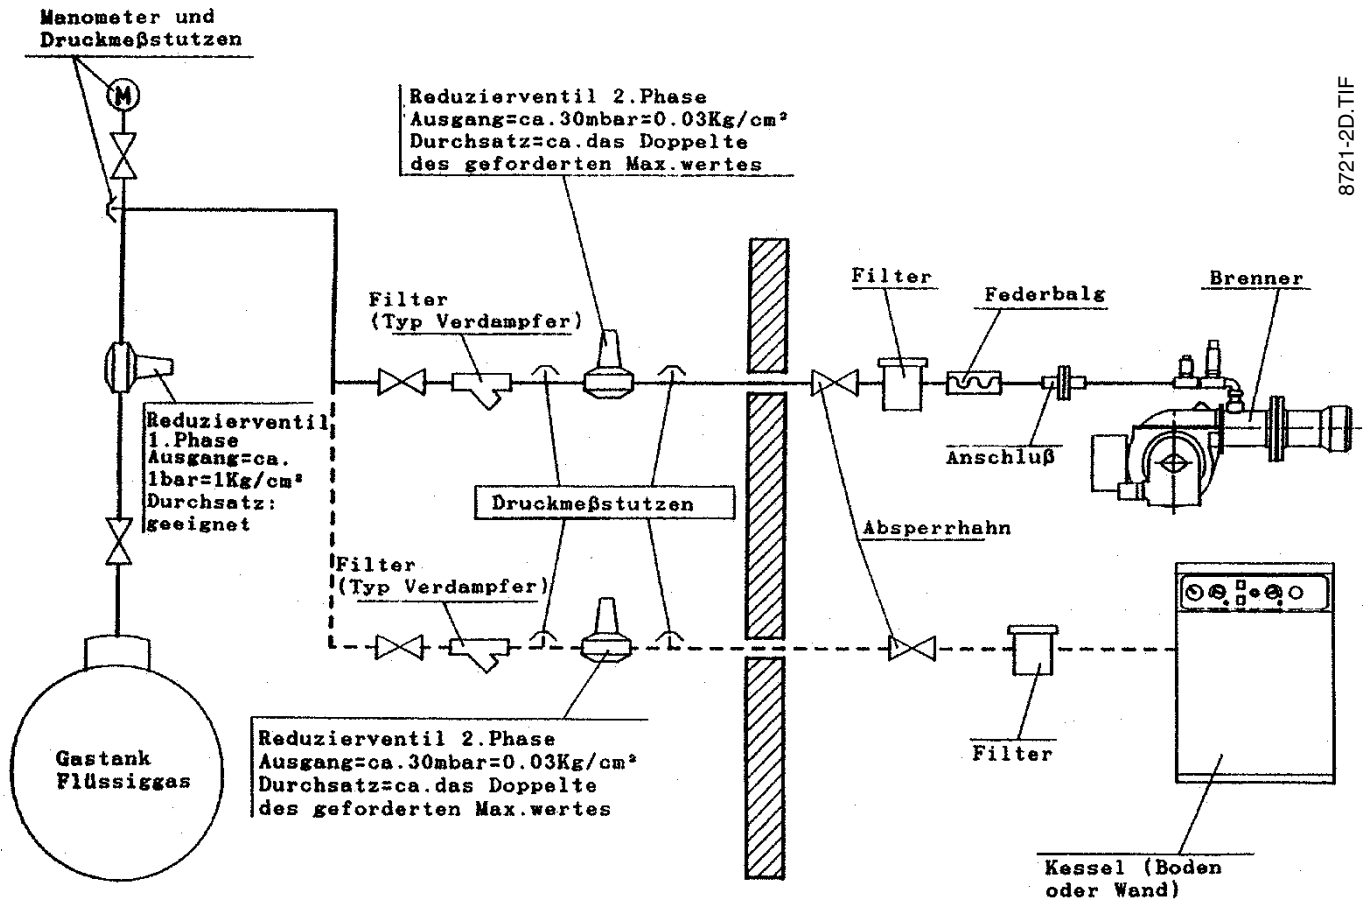 Manometer und
Druckmeßstutzen
M
Reduzierventil 2.Phase
Ausgang=ca.30mbar=0.03Kg/cm²
Durchsatz=ca.das Doppelte
des geforderten Max.wertes
8721-2D.TIF
Filter
(Typ Verdampfer)
Filter
Federbalg
Brenner
Reduzierventil
1.Phase
Ausgang=ca.
1bar=1Kg/cm²
Durchsatz:
geeignet
Anschluß
Druckmeßstutzen
Absperrhahn
Filter
(Typ Verdampfer)
Gastank
Flüssiggas
Reduzierventil 2.Phase
Ausgang=ca.30mbar=0.03Kg/cm²
Durchsatz=ca.das Doppelte
des geforderten Max.wertes
Filter
Kessel (Boden
oder Wand)